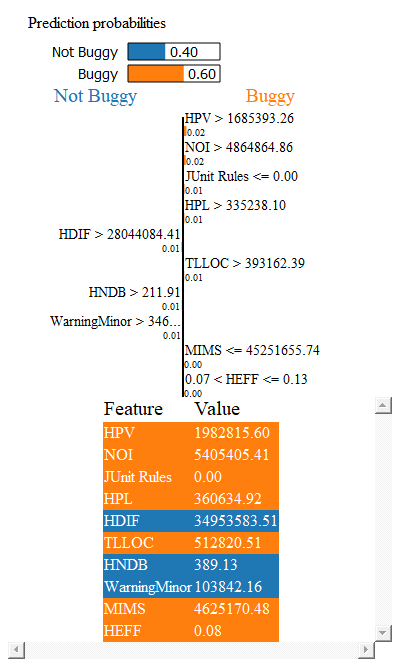 Prediction probabilities
Not Buggy 0.40
Buggy 0.60
Not Buggy Buggy
HPV > 1685393.26
0.02
NOI > 4864864.86
0.02
JUnit Rules <= 0.00
0.01
HPL > 335238.10
0.01
HDIF > 28044084.41
0.01
TLLOC > 393162.39
0.01
HNDB > 211.91
0.01
WarningMinor > 346...
0.01
MIMS <= 45251655.74
0.00
0.07 < HEFF <= 0.13
0.00
Feature Value
HPV 1982815.60
NOI 5405405.41
JUnit Rules 0.00
HPL 360634.92
HDIF 34953583.51
TLLOC 512820.51
HNDB 389.13
WarningMinor 103842.16
MIMS 4625170.48
HEFF 0.08